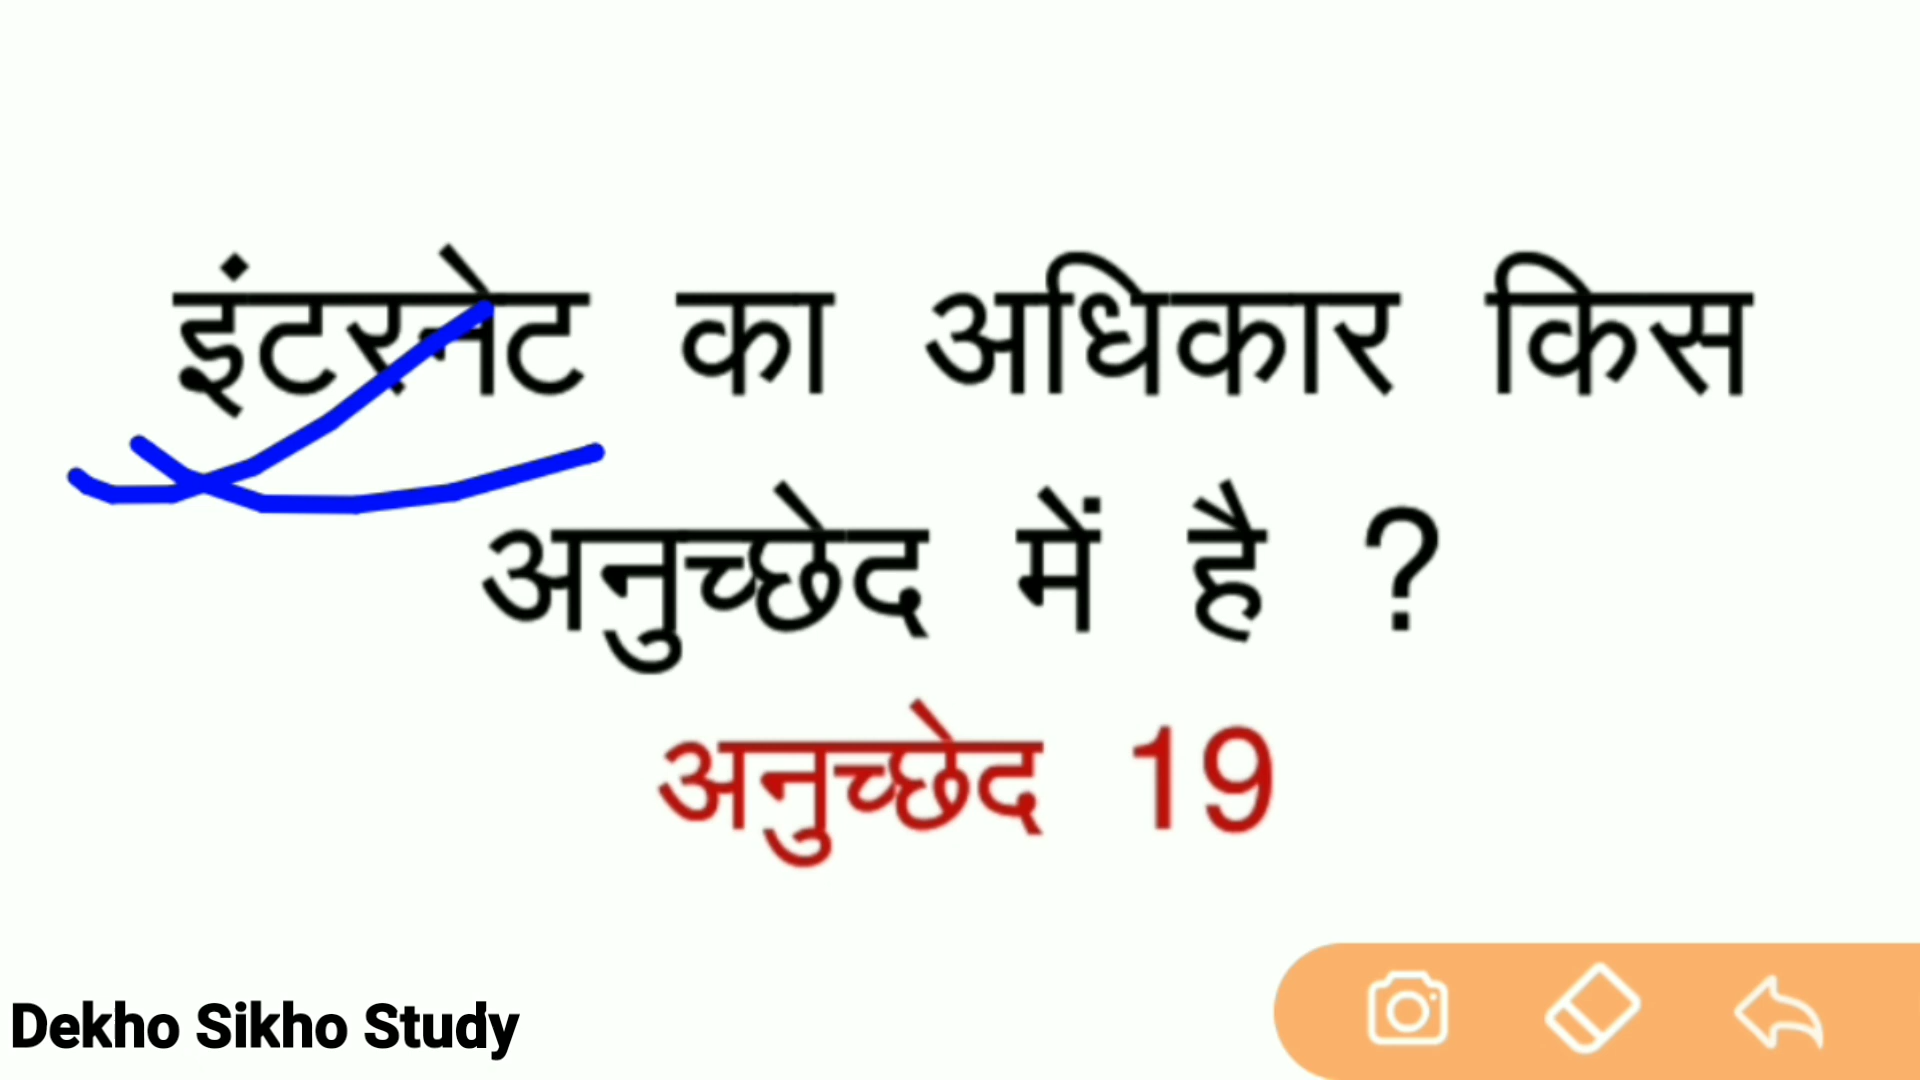 इंटरनेट का अधिकार किस
अनुच्छेद में है ?
अनुच्छेद 19
Dekho Sikho Study